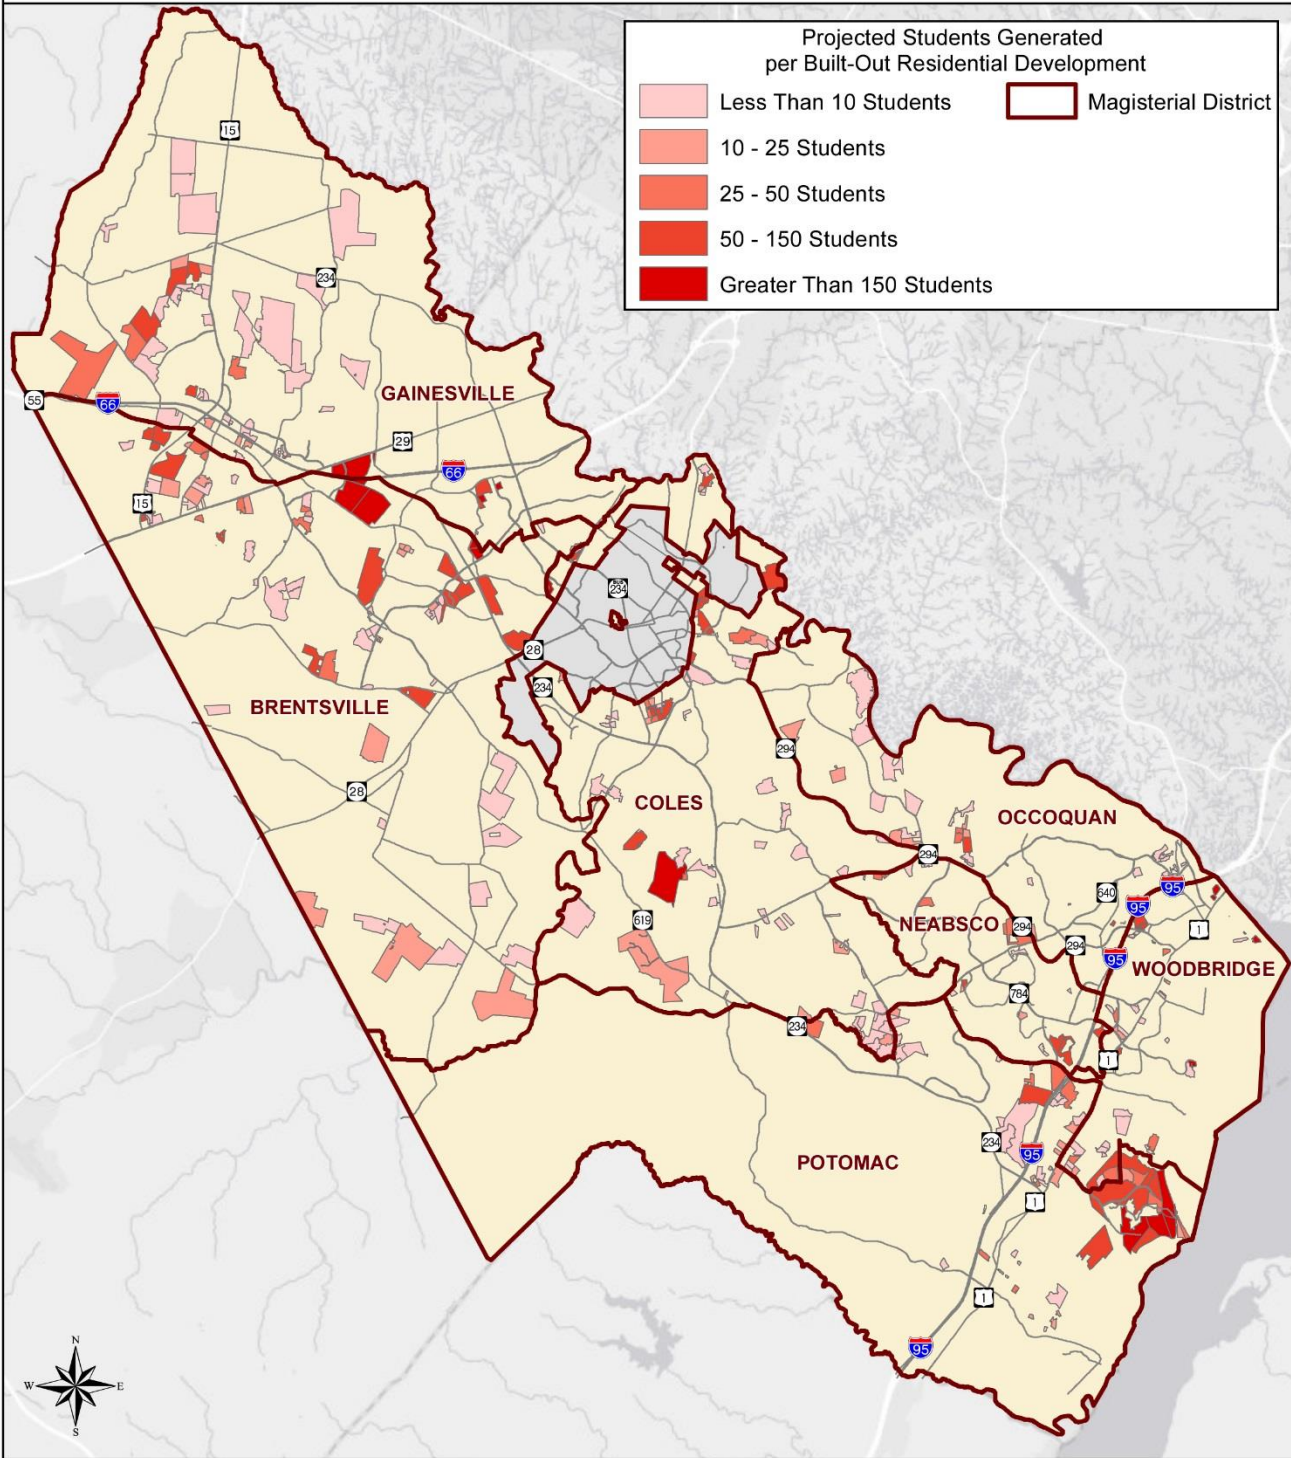 Projected Students Generated
per Built-Out Residential Development
Less Than 10 Students
Magisterial District
10 - 25 Students
25 - 50 Students
50 - 150 Students
Greater Than 150 Students
15
234
GAINESVILLE
55
66
29
66
15
BUS
234
28
234
BRENTSVILLE
294
28
COLES
OCCOQUAN
294
640
95
95
619
NEABSCO
294
1
294
95
WOODBRIDGE
784
234
1
234
95
POTOMAC
1
1
95
N
W
E
S